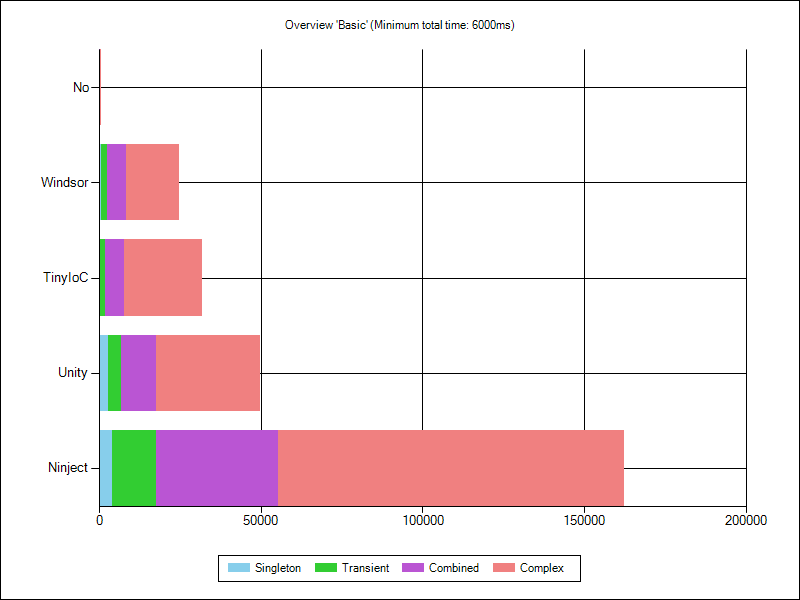 Overview 'Basic' (Minimum total time: 6000ms)
No
Windsor
TinyIoC
Unity
Ninject
0 50000 100000 150000 200000
Singleton Transient Combined Complex